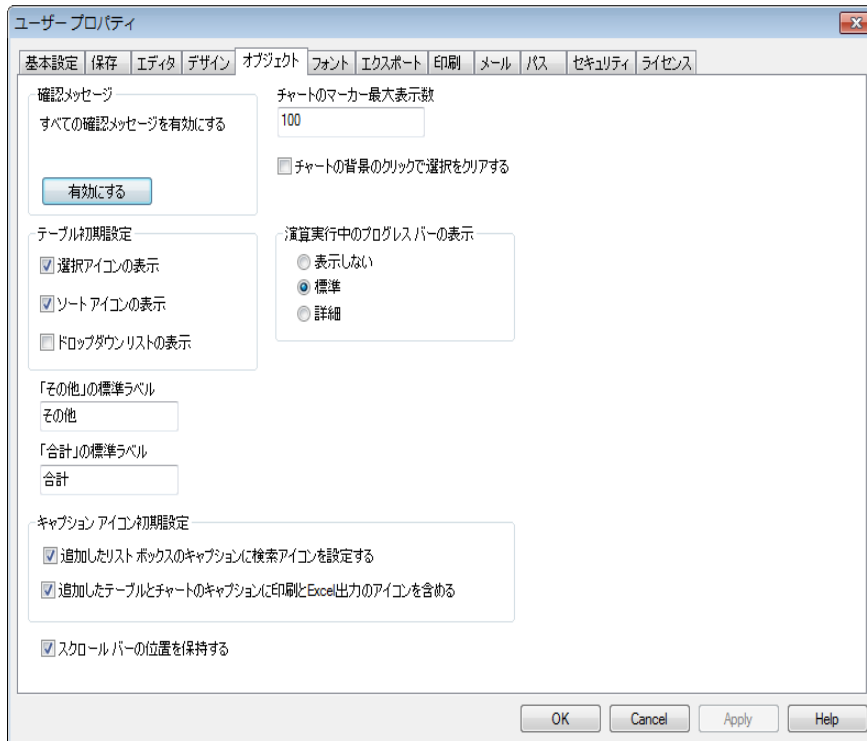 ユーザー プロパティ
基本設定 保存 エディタ デザイン オブジェクト フォント エクスポート 印刷 メール パス セキュリティ ライセンス
確認メッセージ
すべての確認メッセージを有効にする
有効にする
チャートのマーカー最大表示数
100
チャートの背景のクリックで選択をクリアする
テーブル初期設定
選択アイコンの表示
ソート アイコンの表示
ドロップダウン リストの表示
演算実行中のプログレス バーの表示
表示しない
標準
詳細
「その他」の標準ラベル
その他
「合計」の標準ラベル
合計
キャプション アイコン初期設定
追加したリスト ボックスのキャプションに検索アイコンを設定する
追加したテーブルとチャートのキャプションに印刷とExcel出力のアイコンを含める
スクロール バーの位置を保持する
OK Cancel Apply Help